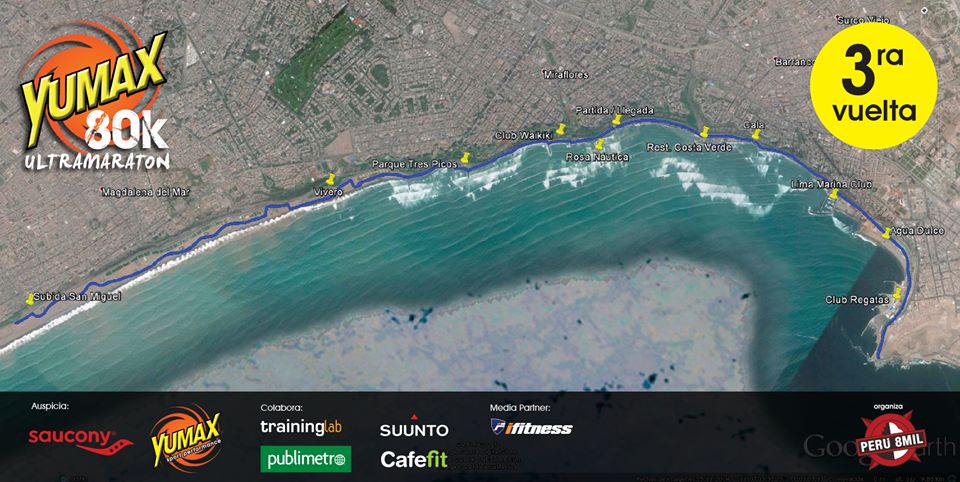 YUMAX
80K
ULTRAMARATON
3ra
vuelta
Surco Viejo
Barranco
Miraflores
Partida / Llegada
Club Waikiki
Rosa Náutica
Rest. Costa Verde
Cala
Parque Tres Picos
Vivero
Magdalena del Mar
Lima Marina Club
Agua Dulce
Subida San Miguel
Club Regatas
Auspicia:
saucony
YUMAX
sport performance
Colabora:
traininglab
SUUNTO
publimetro
Cafefit
Media Partner:
ifitness
organiza
PERU 8MIL
Google earth